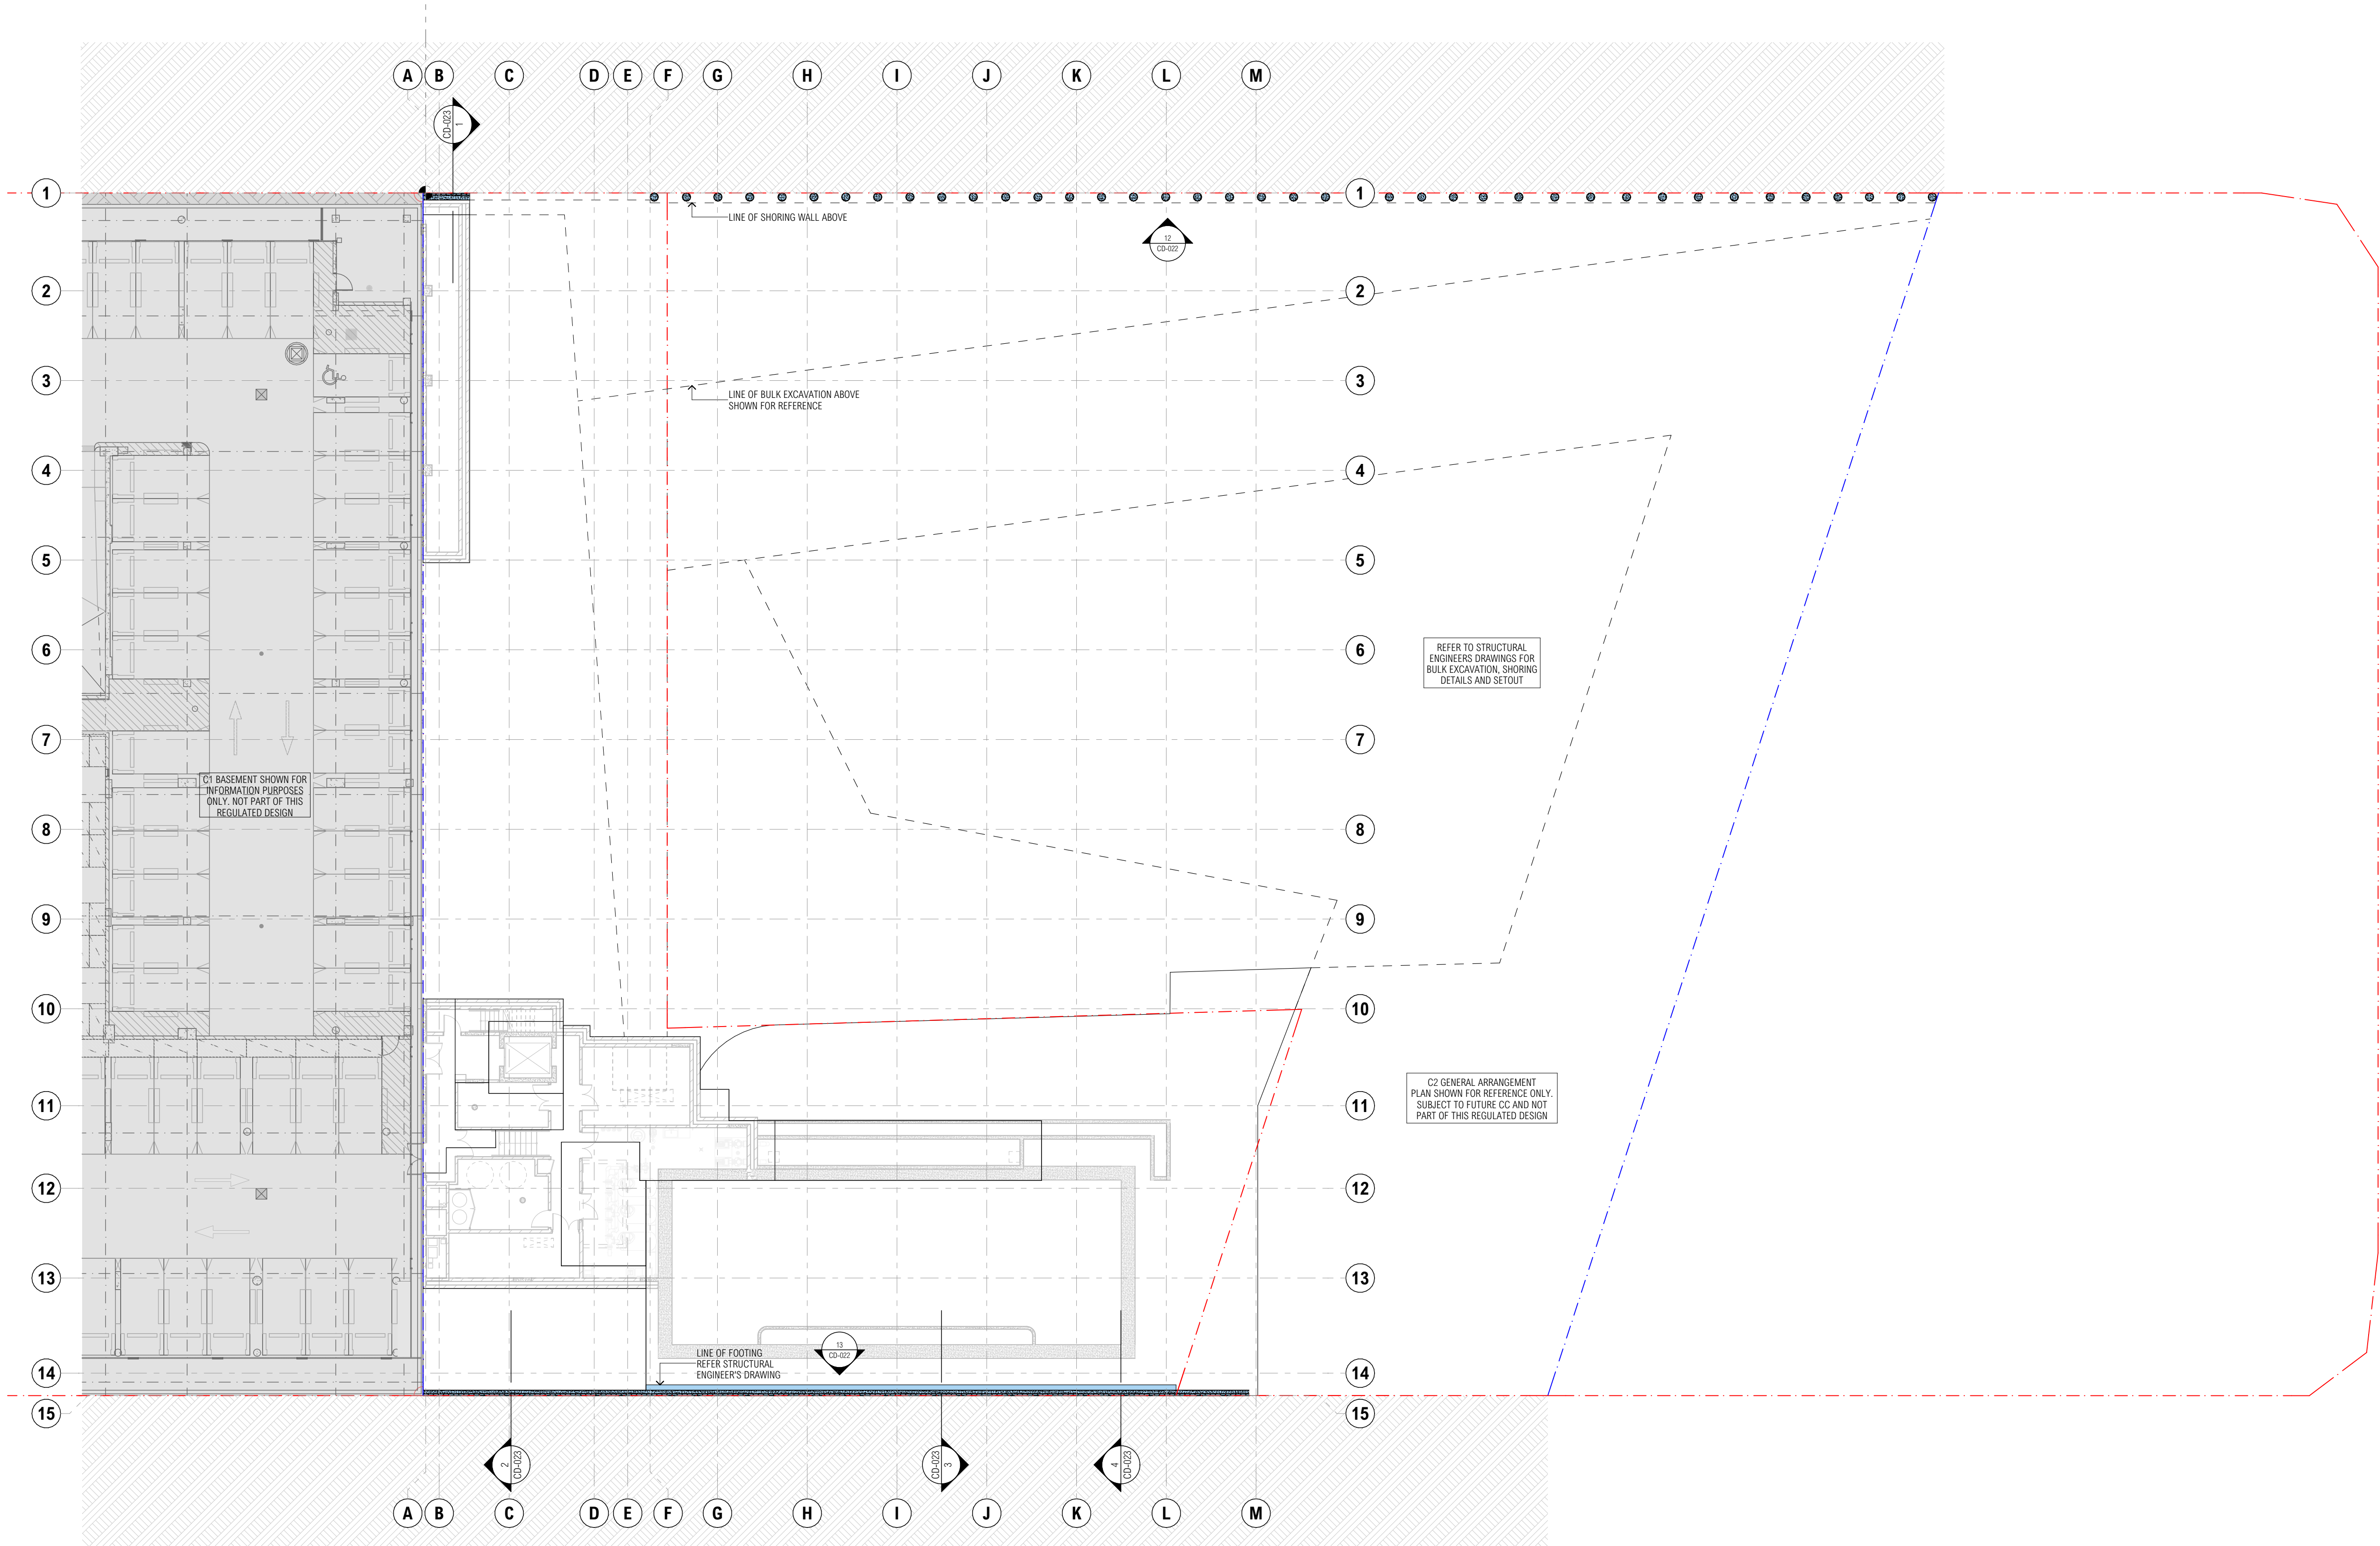 A B C D E F G H I J K L M
CD-023
1
1
1
LINE OF SHORING WALL ABOVE
12
CD-022
2
2
3
3
LINE OF BULK EXCAVATION ABOVE
SHOWN FOR REFERENCE
4
4
5
5
6
6
REFER TO STRUCTURAL
ENGINEERS DRAWINGS FOR
BULK EXCAVATION, SHORING
DETAILS AND SETOUT
7
7
C1 BASEMENT SHOWN FOR
INFORMATION PURPOSES
ONLY. NOT PART OF THIS
REGULATED DESIGN
8
8
9
9
10
10
11
11
C2 GENERAL ARRANGEMENT
PLAN SHOWN FOR REFERENCE ONLY.
SUBJECT TO FUTURE CC AND NOT
PART OF THIS REGULATED DESIGN
12
12
13
13
LINE OF FOOTING
REFER STRUCTURAL
ENGINEER'S DRAWING
13
CD-022
14
14
15
15
2
CD-023
CD-023
3
4
CD-023
A B C D E F G H I J K L M